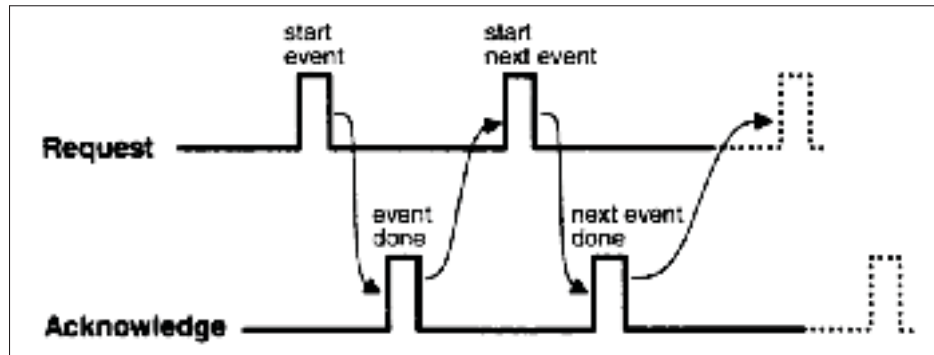 start
event
start
next event
Request
event
done
next event
done
Acknowledge